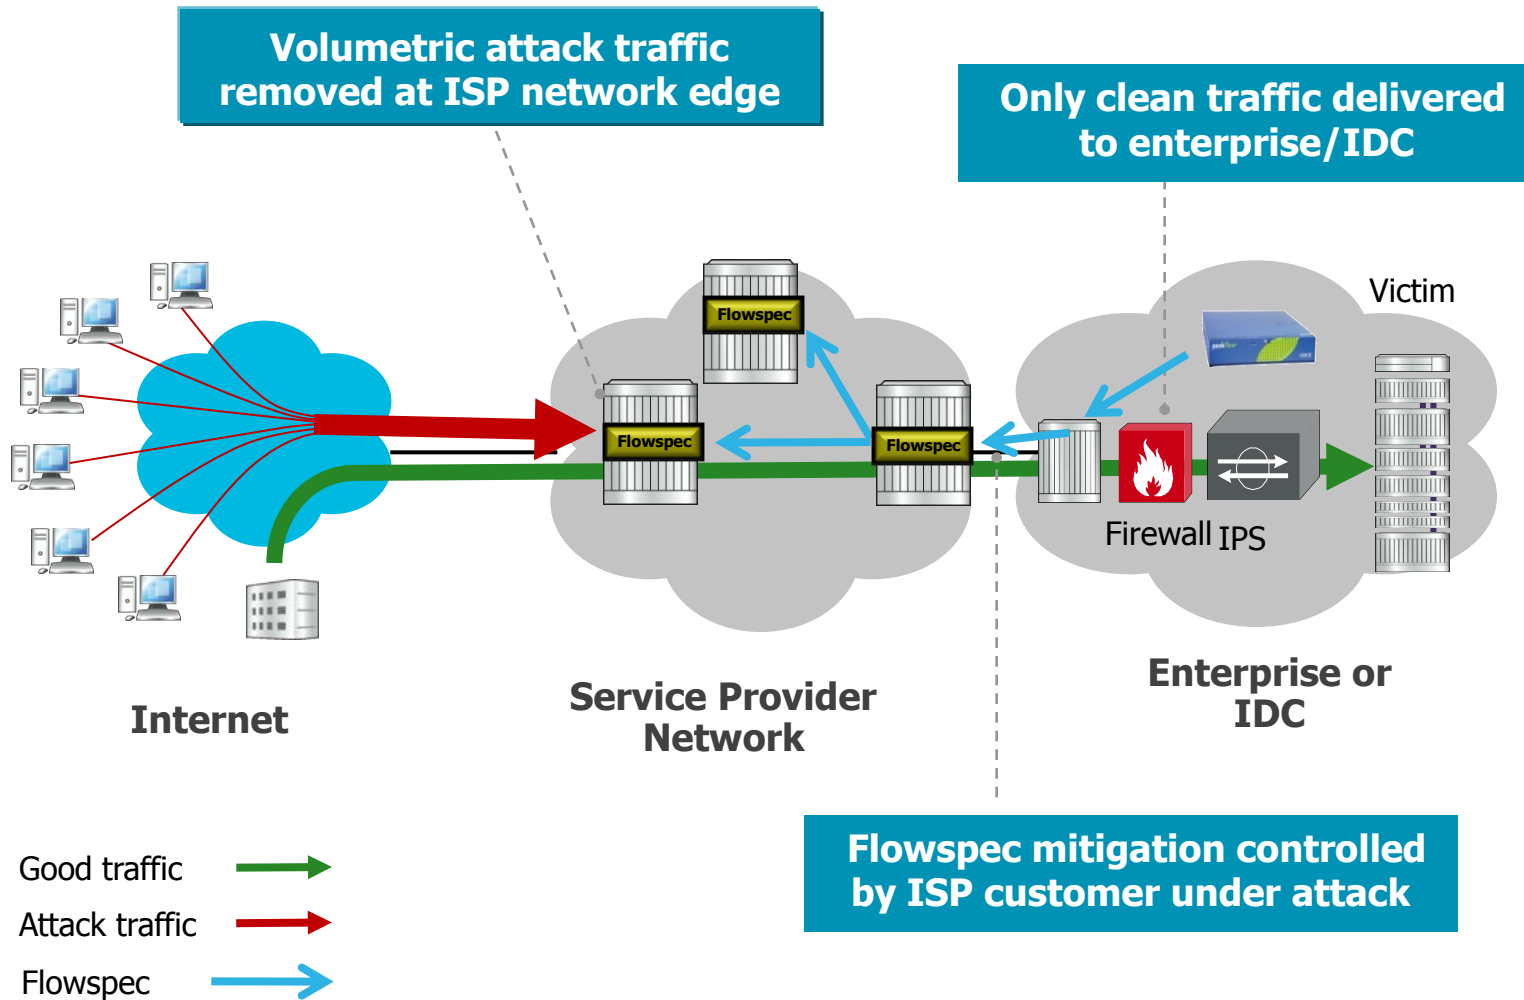 Volumetric attack traffic
removed at ISP network edge
Only clean traffic delivered
to enterprise/IDC
Victim
Flowspec
peakflow
Flowspec
Flowspec
Firewall
IPS
Internet
Service Provider
Network
Enterprise or
IDC
Flowspec mitigation controlled
by ISP customer under attack
Good traffic
Attack traffic
Flowspec